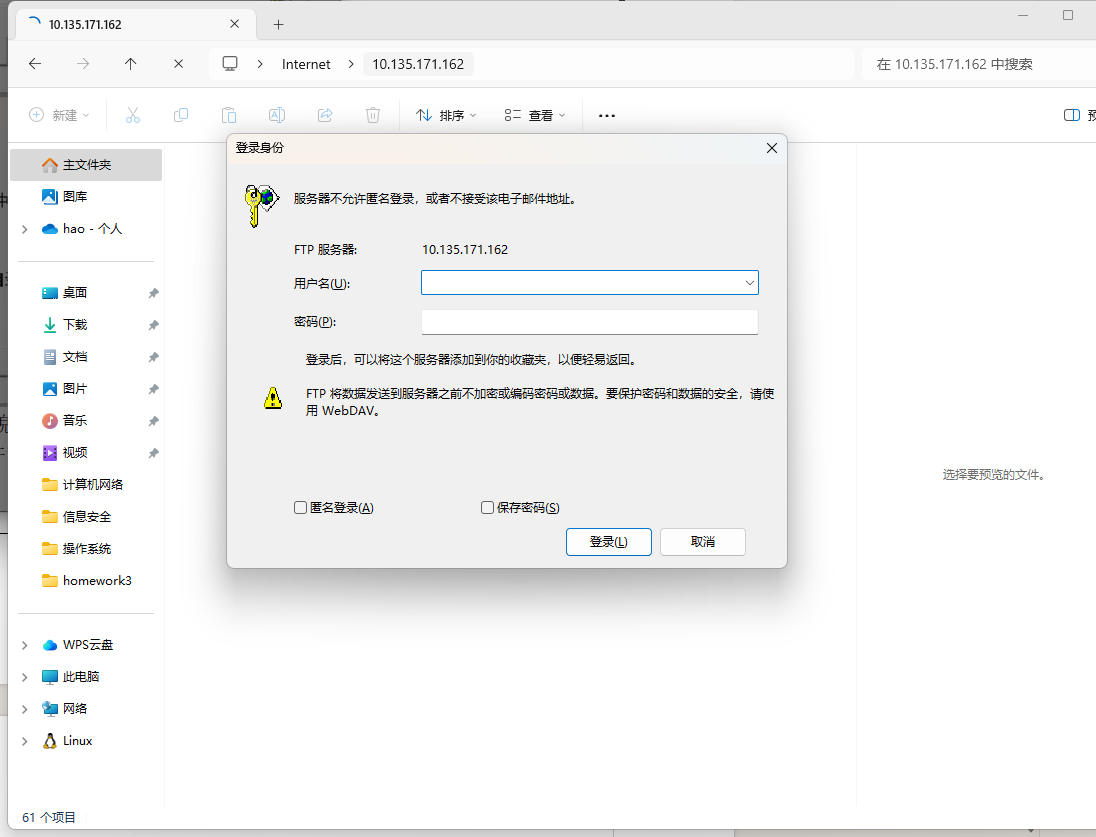 10.135.171.162
Internet
10.135.171.162
在 10.135.171.162 中搜索
新建
排序
查看
登录身份
服务器不允许匿名登录，或者不接受该电子邮件地址。
FTP 服务器:
10.135.171.162
用户名(U):
密码(P):
登录后，可以将这个服务器添加到你的收藏夹，以便轻易返回。
FTP 将数据发送到服务器之前不加密或编码密码或数据。要保护密码和数据的安全，请使
用 WebDAV。
匿名登录(A)
保存密码(S)
登录(L)
取消
主文件夹
图库
hao - 个人
桌面
下载
文档
图片
音乐
视频
计算机网络
信息安全
操作系统
homework3
WPS云盘
此电脑
网络
Linux
选择要预览的文件。
61 个项目